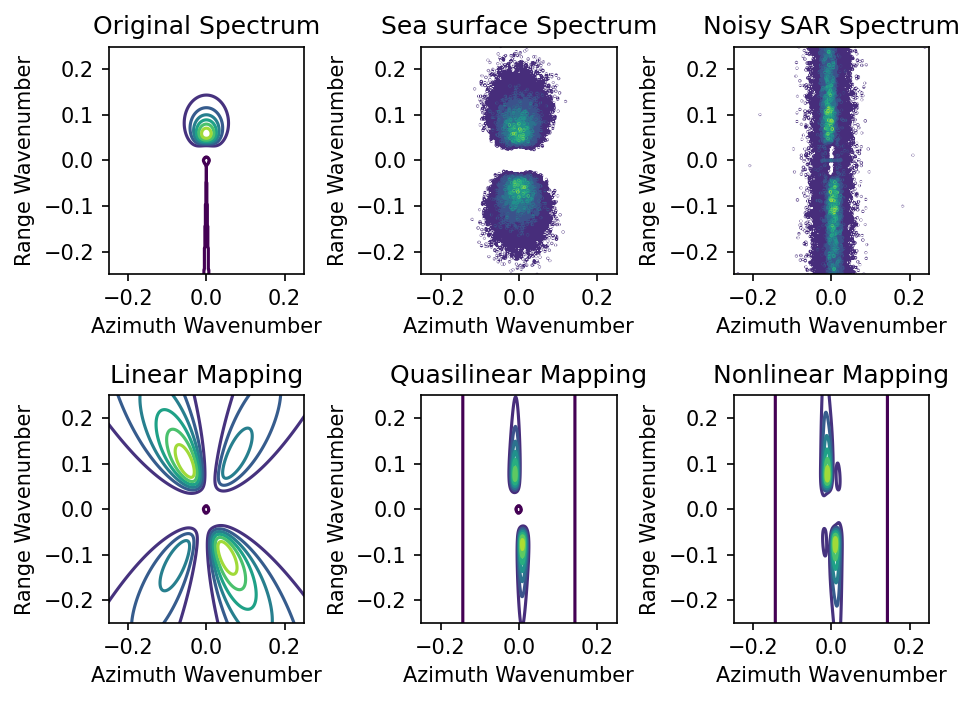 Original Spectrum
Sea surface Spectrum
Noisy SAR Spectrum
Range Wavenumber
0.2
0.1
0.0
−0.1
−0.2
−0.2
0.0
0.2
Azimuth Wavenumber
Range Wavenumber
0.2
0.1
0.0
−0.1
−0.2
−0.2
0.0
0.2
Azimuth Wavenumber
Range Wavenumber
0.2
0.1
0.0
−0.1
−0.2
−0.2
0.0
0.2
Azimuth Wavenumber
Linear Mapping
Quasilinear Mapping
Nonlinear Mapping
Range Wavenumber
0.2
0.1
0.0
−0.1
−0.2
−0.2
0.0
0.2
Azimuth Wavenumber
Range Wavenumber
0.2
0.1
0.0
−0.1
−0.2
−0.2
0.0
0.2
Azimuth Wavenumber
Range Wavenumber
0.2
0.1
0.0
−0.1
−0.2
−0.2
0.0
0.2
Azimuth Wavenumber